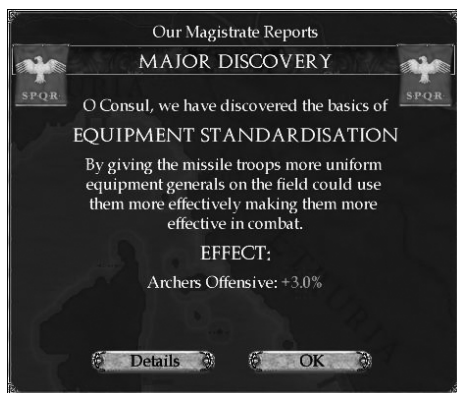 Our Magistrate Reports
MAJOR DISCOVERY
SPQR
SPQR
O Consul, we have discovered the basics of
EQUIPMENT STANDARDISATION
By giving the missile troops more uniform
equipment generals on the field could use
them more effectively making them more
effective in combat.
EFFECT:
Archers Offensive: +3.0%
Details
OK